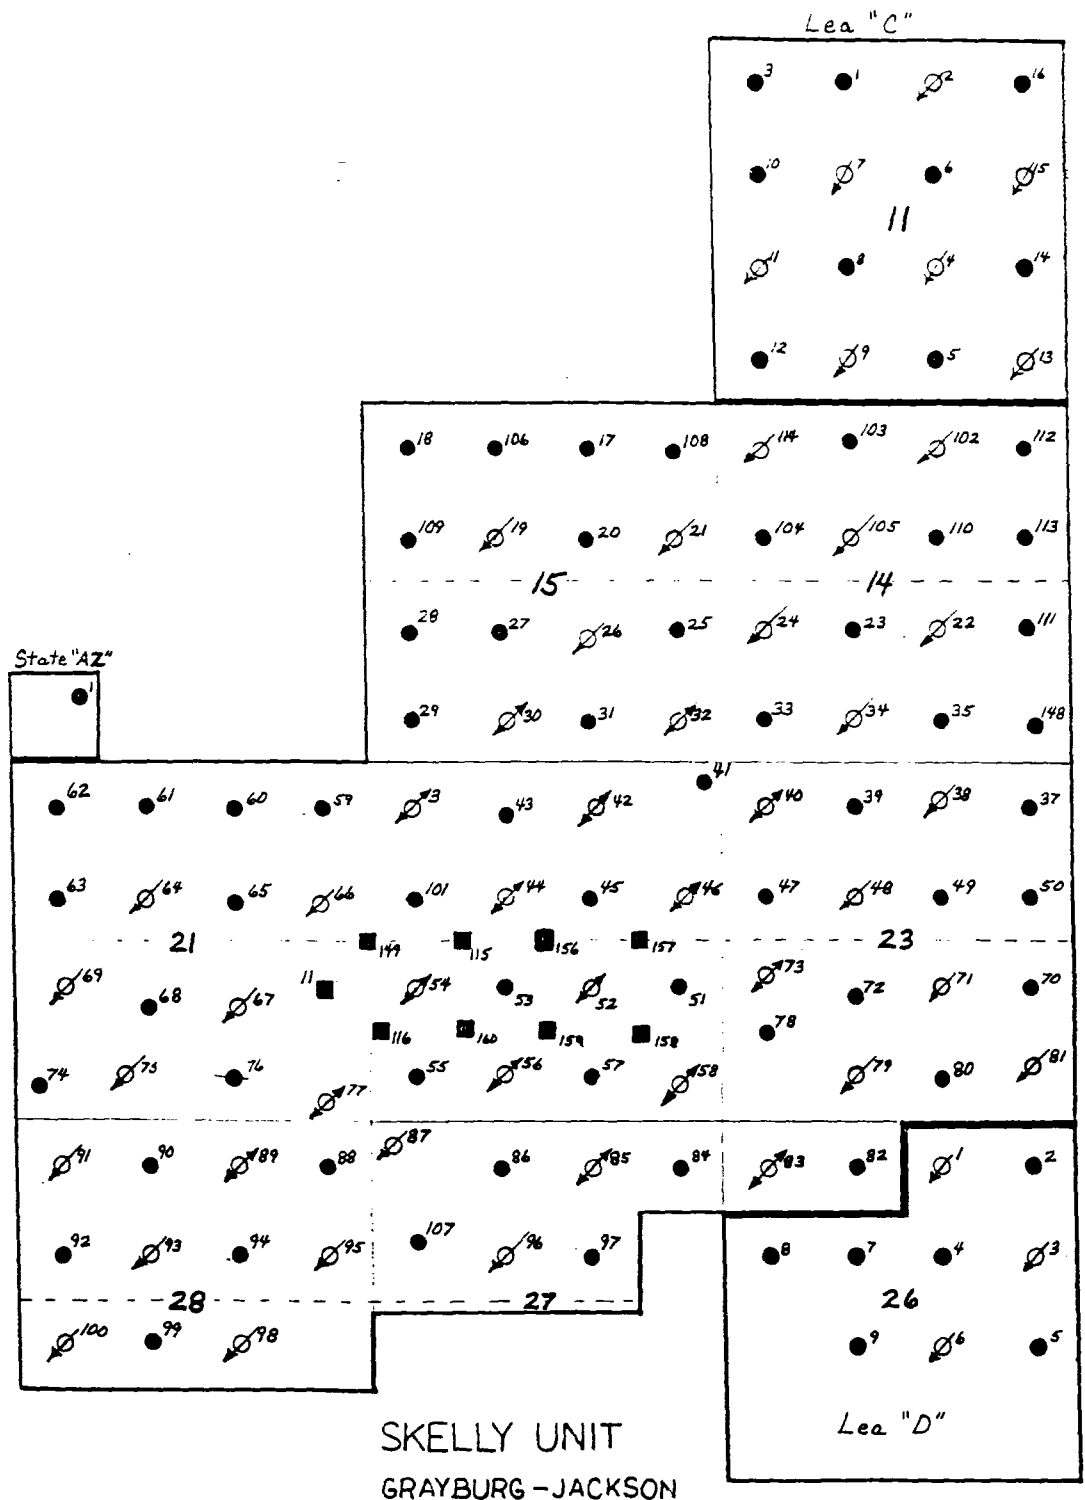 Lea "C"
3 1 2 16
10 7 6 15
11
11 8 4 14
12 9 5 13
18 106 17 108 114 103 102 112
109 19 20 21 104 105 110 113
15 14
28 27 26 25 24 23 22 111
State "AZ"
1
29 30 31 32 33 34 35 148
62 61 60 59 3 43 42 41 40 39 38 37
63 64 65 66 101 44 45 46 47 48 49 50
21 149 115 156 157 23
69 68 67 11 54 53 52 51 73 72 71 70
116 160 159 158 78
74 75 76 77 55 56 57 58 79 80 81
91 90 89 88 87 86 85 84 83 82 1 2
92 93 94 95 107 96 97 8 7 4 3
28 27 26
100 99 98 9 6 5
Lea "D"
SKELLY UNIT
GRAYBURG-JACKSON